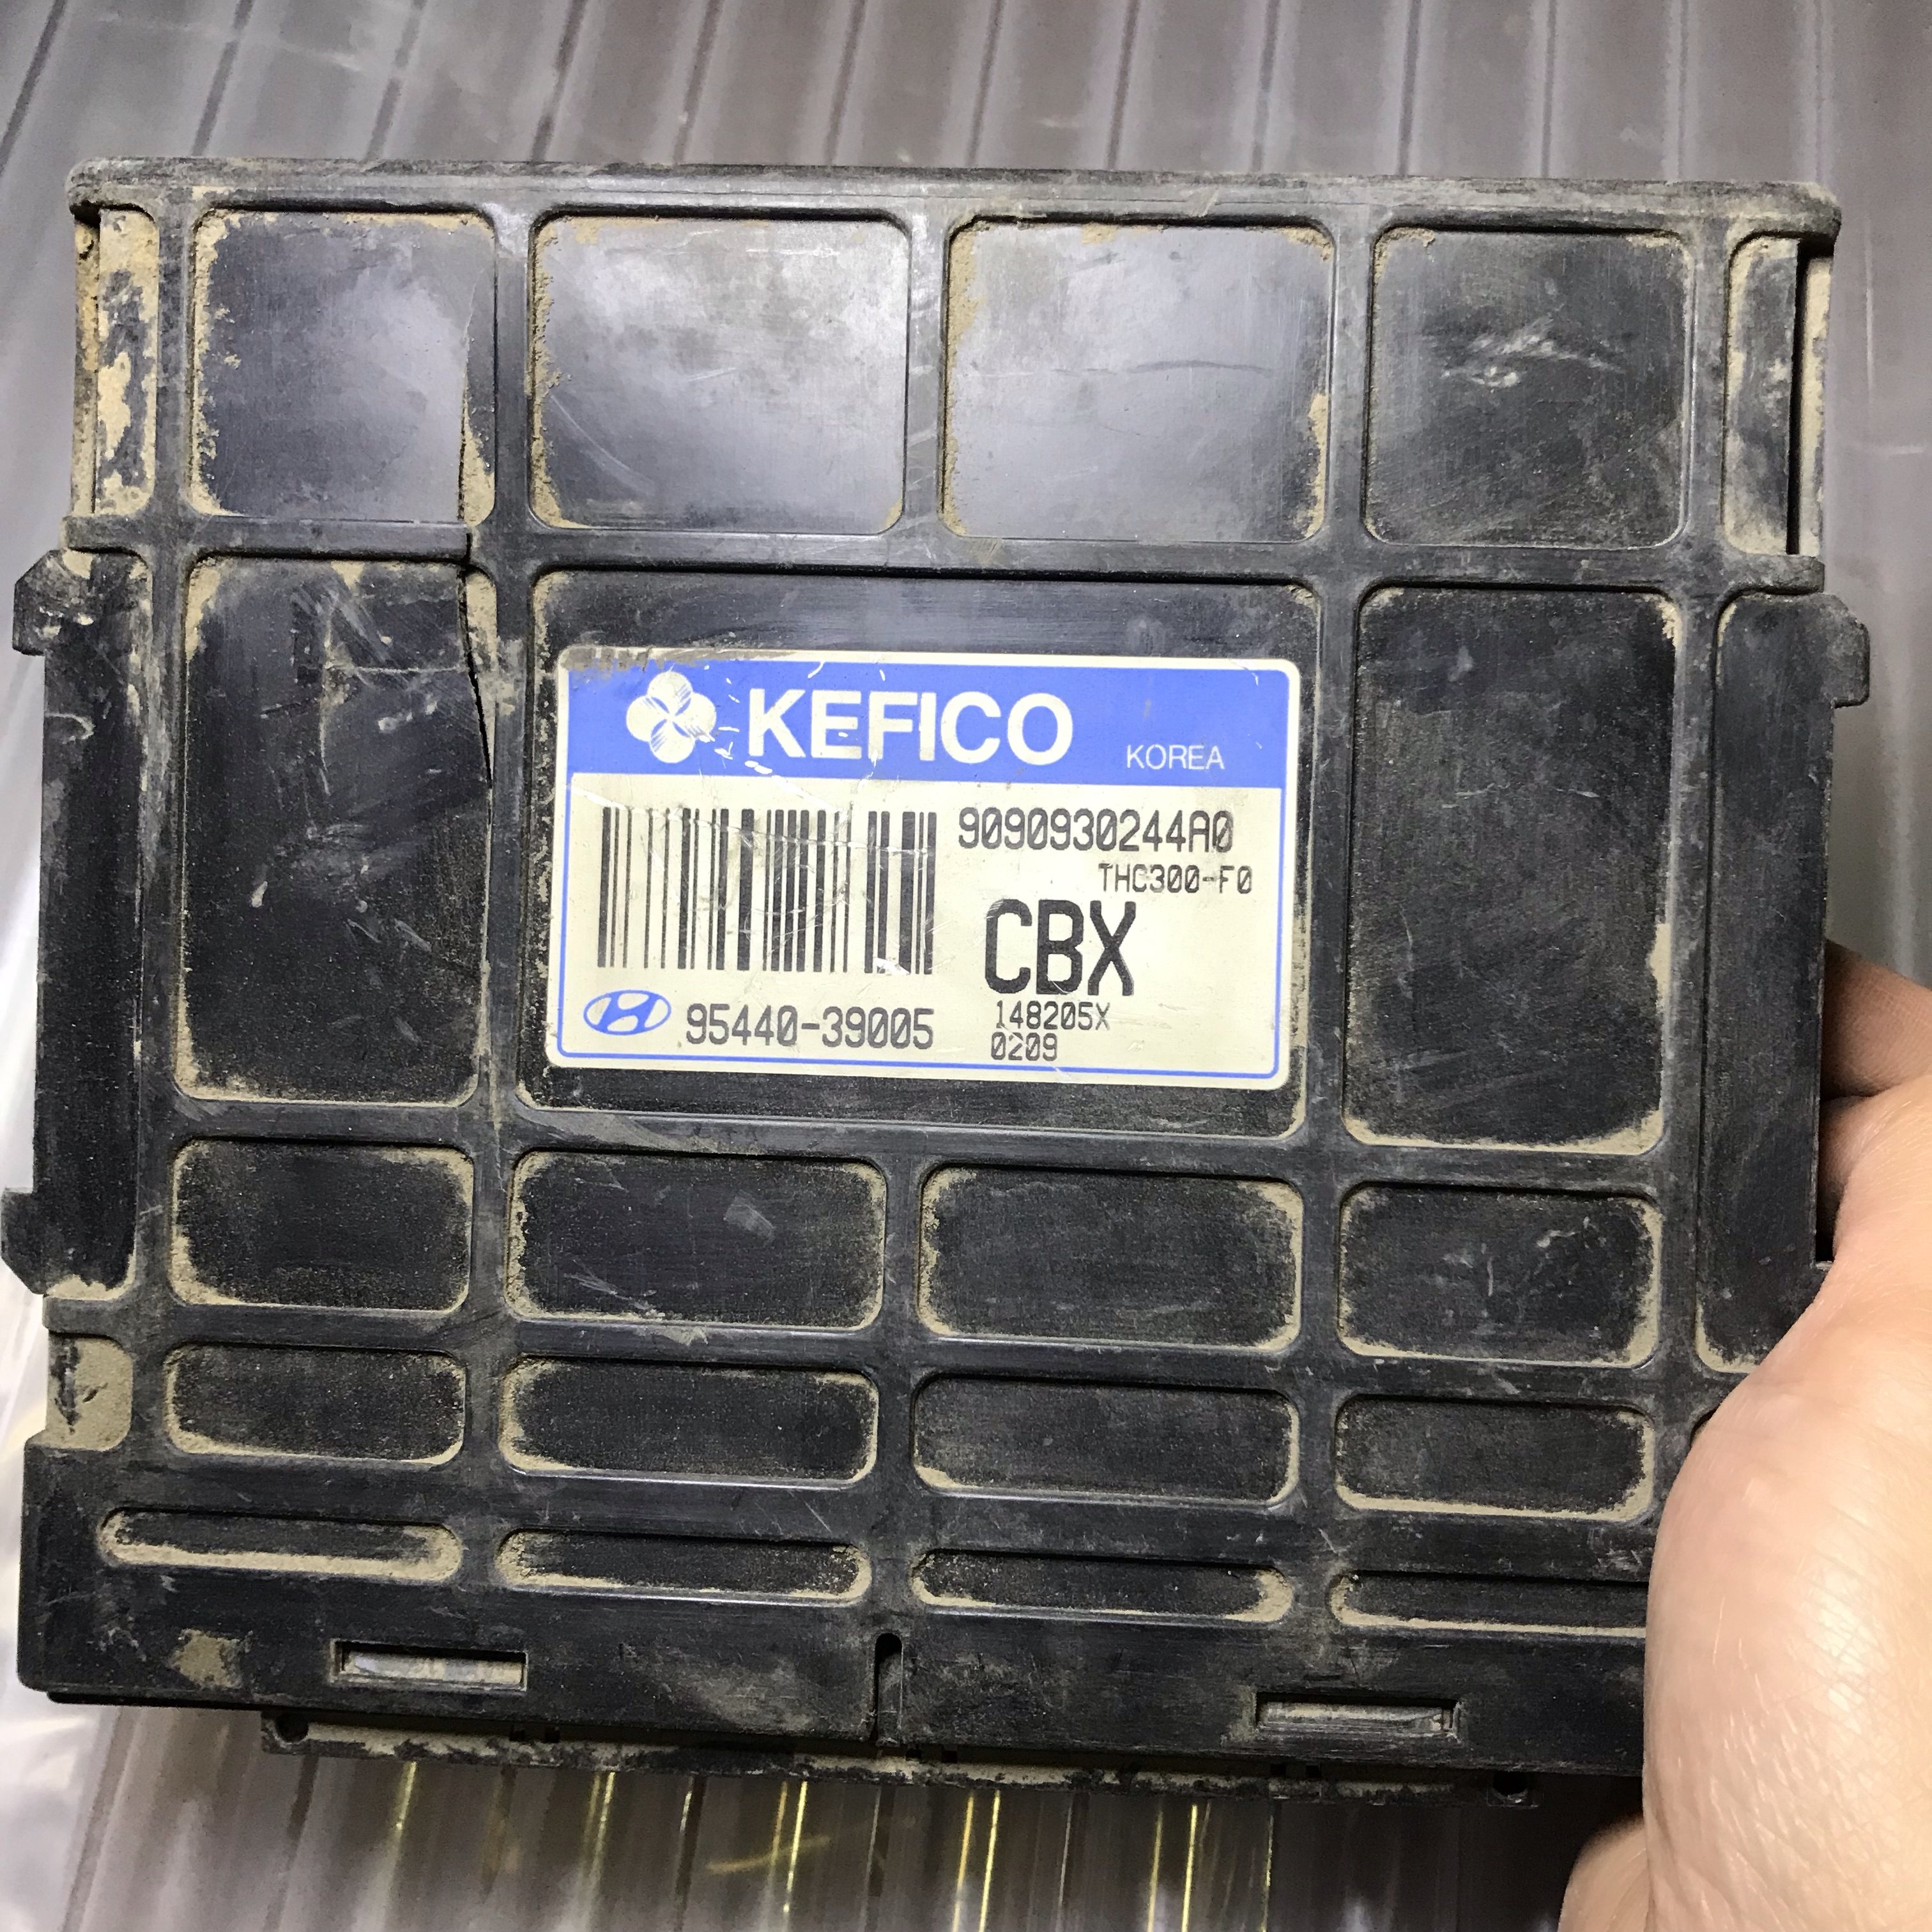 KEFICO KOREA
9090930244A0
THC300-F0
CBX
95440-39005
148205X
0209